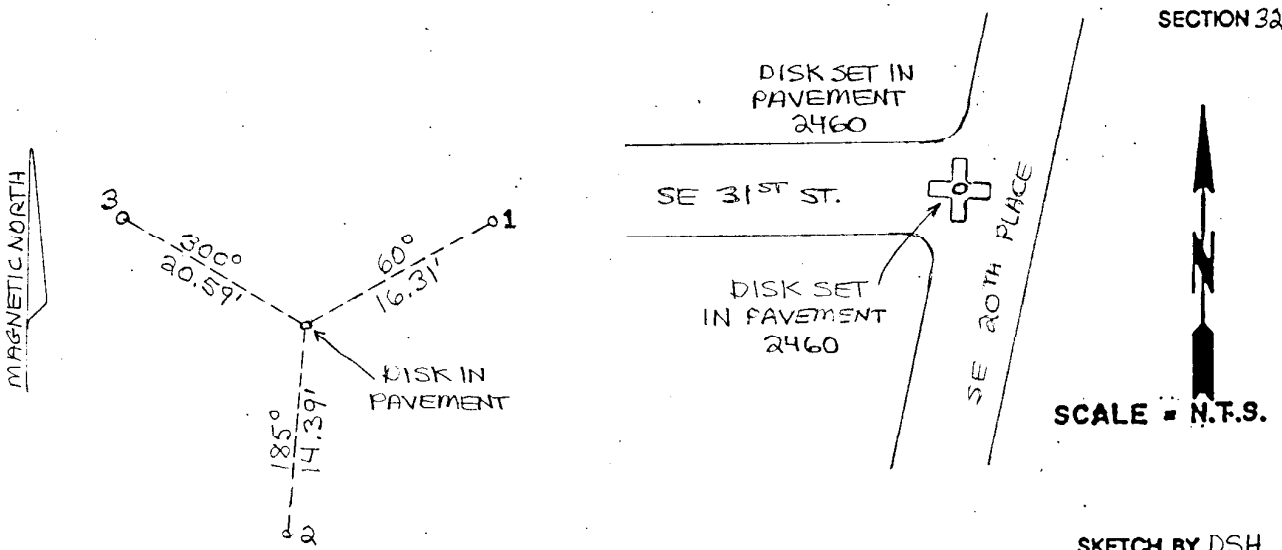 SECTION 32
MAGNETIC NORTH
3
300°
20.59'
60°
16.31'
1
185°
14.39'
2
DISK IN
PAVEMENT
DISK SET IN
PAVEMENT
2460
SE 31ST ST.
DISK SET
IN PAVEMENT
2460
SE 20TH PLACE
N
SCALE = N.T.S.
SKETCH BY DSH